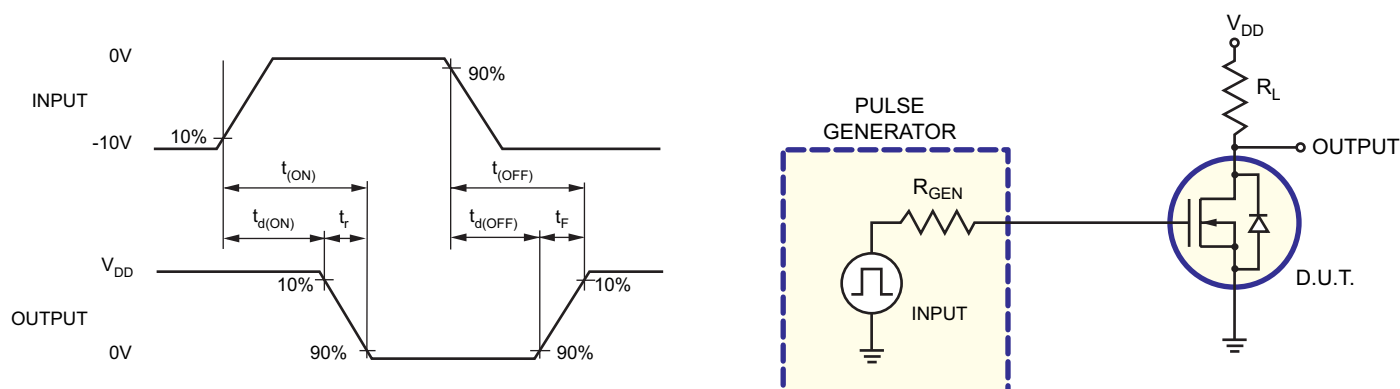 0V
INPUT
-10V
10%
90%
t(ON)
t(OFF)
td(ON)
tr
td(OFF)
tF
VDD
OUTPUT
0V
10%
90%
10%
90%
VDD
RL
OUTPUT
PULSE
GENERATOR
RGEN
INPUT
D.U.T.